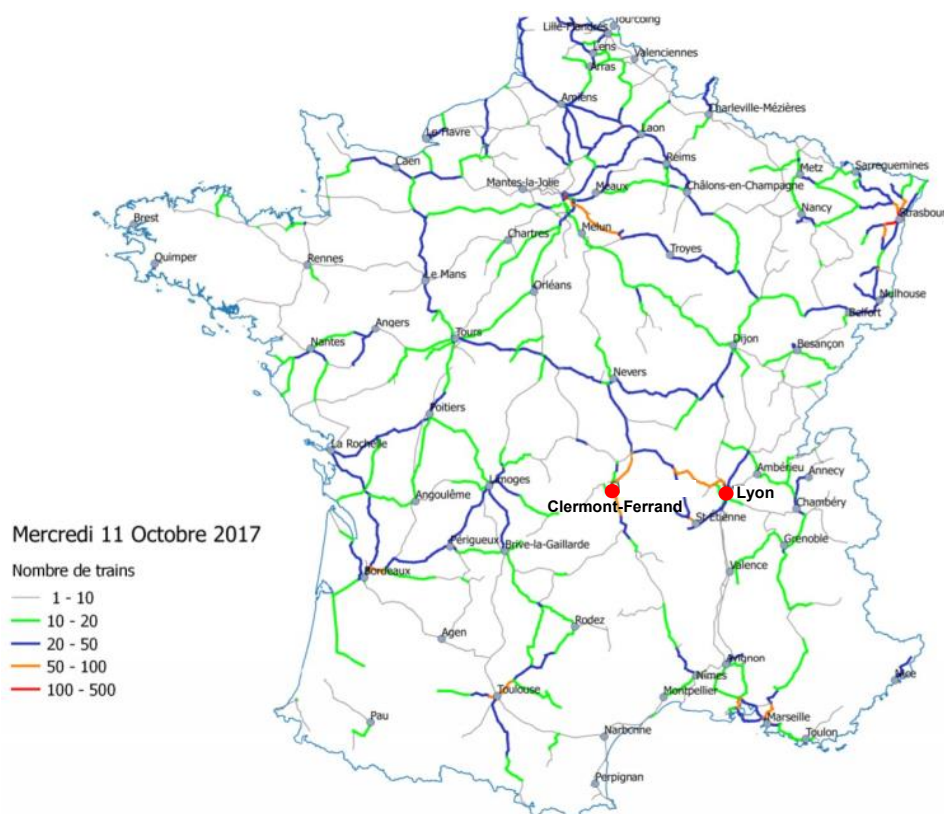 Tourcoing
Lille-Flandres
Lens
Valenciennes
Arras
Amiens
Charleville-Mézières
Le Havre
Laon
Caen
Reims
Metz
Sarreguemines
Mantes-la-Jolie
Meaux
Châlons-en-Champagne
Nancy
Strasbourg
Brest
Chartres
Melun
Quimper
Rennes
Troyes
Le Mans
Orléans
Mulhouse
Belfort
Angers
Tours
Nantes
Dijon
Besançon
Nevers
Poitiers
La Rochelle
Limoges
Ambérieu
Annecy
Angoulême
Clermont-Ferrand
Lyon
Chambéry
St-Étienne
Mercredi 11 Octobre 2017
Périgueux
Brive-la-Gaillarde
Grenoble
Nombre de trains
Bordeaux
Valence
1 - 10
10 - 20
Agen
Rodez
20 - 50
50 - 100
Avignon
Nice
100 - 500
Toulouse
Nîmes
Montpellier
Pau
Marseille
Narbonne
Toulon
Perpignan